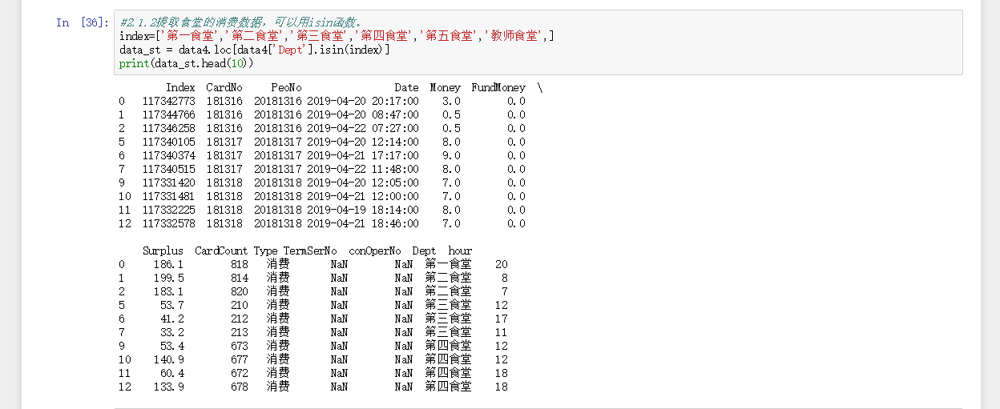 In [36]: #2.1.2提取食堂的消费数据，可以用isin函数。
index=['第一食堂','第二食堂','第三食堂','第四食堂','第五食堂','教师食堂',]
data_st = data4.loc[data4['Dept'].isin(index)]
print(data_st.head(10))
Index CardNo PeoNo Date Money FundMoney \
0 117342773 181316 20181316 2019-04-20 20:17:00 3.0 0.0
1 117344766 181316 20181316 2019-04-20 08:47:00 0.5 0.0
2 117346258 181316 20181316 2019-04-22 07:27:00 0.5 0.0
5 117340105 181317 20181317 2019-04-20 12:14:00 8.0 0.0
6 117340374 181317 20181317 2019-04-21 17:17:00 9.0 0.0
7 117340515 181317 20181317 2019-04-22 11:48:00 8.0 0.0
9 117331420 181318 20181318 2019-04-20 12:05:00 7.0 0.0
10 117331481 181318 20181318 2019-04-21 12:00:00 7.0 0.0
11 117332225 181318 20181318 2019-04-19 18:14:00 8.0 0.0
12 117332578 181318 20181318 2019-04-21 18:46:00 7.0 0.0
Surplus CardCount Type TermSerNo conOperNo Dept hour
0 186.1 818 消费 NaN NaN 第一食堂 20
1 199.5 814 消费 NaN NaN 第二食堂 8
2 183.1 820 消费 NaN NaN 第二食堂 7
5 53.7 210 消费 NaN NaN 第三食堂 12
6 41.2 212 消费 NaN NaN 第三食堂 17
7 33.2 213 消费 NaN NaN 第三食堂 11
9 53.4 673 消费 NaN NaN 第四食堂 12
10 140.9 677 消费 NaN NaN 第四食堂 12
11 60.4 672 消费 NaN NaN 第四食堂 18
12 133.9 678 消费 NaN NaN 第四食堂 18